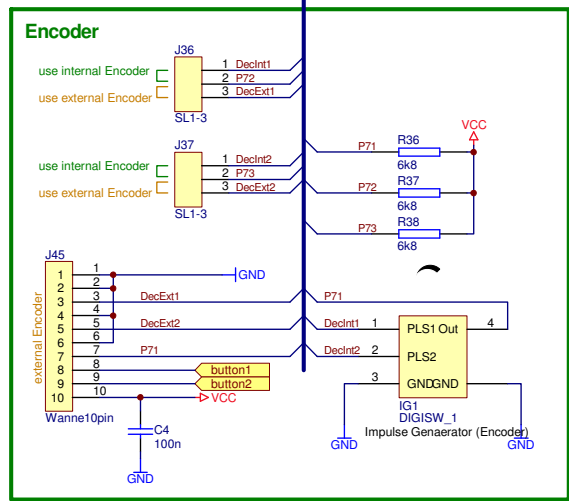 Encoder
J36
use internal Encoder
use external Encoder
1 DecInt1
2 P72
3 DecExt1
SL1-3
J37
use internal Encoder
use external Encoder
1 DecInt2
2 P73
3 DecExt2
SL1-3
VCC
P71 R36
6k8
P72 R37
6k8
P73 R38
6k8
J45
external Encoder
1 1 GND
2 2
3 3 DecExt1
4 4
5 5 DecExt2
6 6
7 7 P71
8 8 button1
9 9 button2
10 10 VCC
Wanne10pin
C4
100n
GND
P71
DecInt1 1 PLS1 Out 4
DecInt2 2 PLS2
3 GND GND
IG1
DIGISW_1
Impulse Genaerator (Encoder)
GND
GND